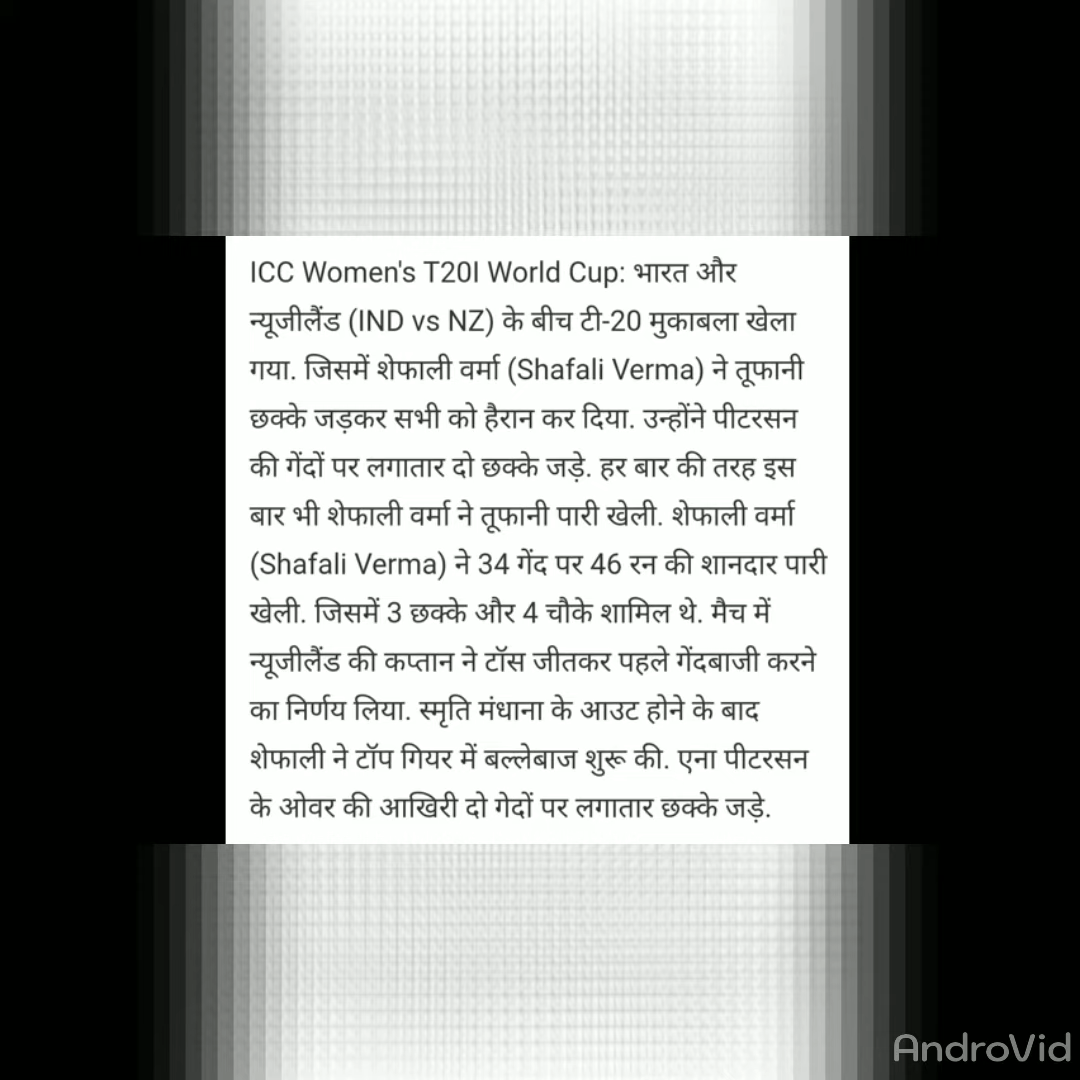 ICC Women's T20I World Cup: भारत और
न्यूजीलैंड (IND vs NZ) के बीच टी-20 मुकाबला खेला
गया. जिसमें शेफाली वर्मा (Shafali Verma) ने तूफानी
छक्के जड़कर सभी को हैरान कर दिया. उन्होंने पीटरसन
की गेंदों पर लगातार दो छक्के जड़े. हर बार की तरह इस
बार भी शेफाली वर्मा ने तूफानी पारी खेली. शेफाली वर्मा
(Shafali Verma) ने 34 गेंद पर 46 रन की शानदार पारी
खेली. जिसमें 3 छक्के और 4 चौके शामिल थे. मैच में
न्यूजीलैंड की कप्तान ने टॉस जीतकर पहले गेंदबाजी करने
का निर्णय लिया. स्मृति मंधाना के आउट होने के बाद
शेफाली ने टॉप गियर में बल्लेबाज शुरू की. एना पीटरसन
के ओवर की आखिरी दो गेदों पर लगातार छक्के जड़े.
AndroVid